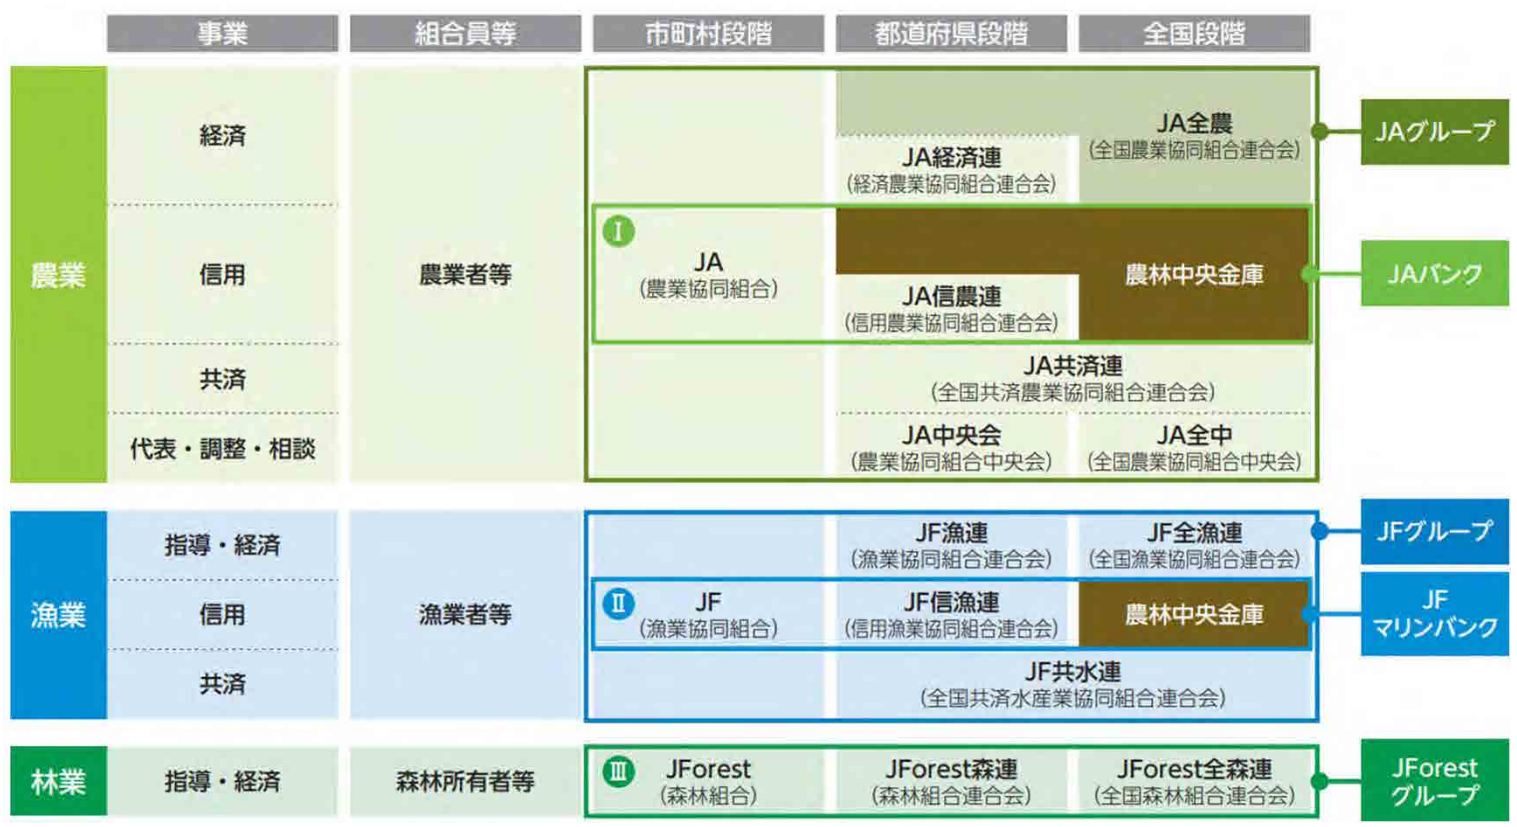 事業
組合員等
市町村段階
都道府県段階
全国段階
農業
経済
JA全農
(全国農業協同組合連合会)
JA経済連
(経済農業協同組合連合会)
JAグループ
信用
農業者等
Ⅰ
JA
(農業協同組合)
JA信農連
(信用農業協同組合連合会)
農林中央金庫
JAバンク
共済
JA共済連
(全国共済農業協同組合連合会)
代表・調整・相談
JA中央会
(農業協同組合中央会)
JA全中
(全国農業協同組合中央会)
漁業
指導・経済
JF漁連
(漁業協同組合連合会)
JF全漁連
(全国漁業協同組合連合会)
JFグループ
信用
漁業者等
Ⅱ
JF
(漁業協同組合)
JF信漁連
(信用漁業協同組合連合会)
農林中央金庫
JF
マリンバンク
共済
JF共水連
(全国共済水産業協同組合連合会)
林業
指導・経済
森林所有者等
Ⅲ
JForest
(森林組合)
JForest森連
(森林組合連合会)
JForest全森連
(全国森林組合連合会)
JForest
グループ